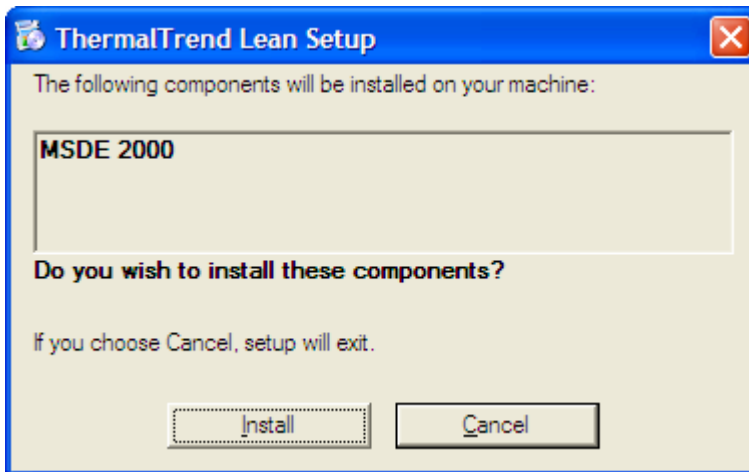 ThermalTrend Lean Setup
The following components will be installed on your machine:
MSDE 2000
Do you wish to install these components?
If you choose Cancel, setup will exit.
Install
Cancel